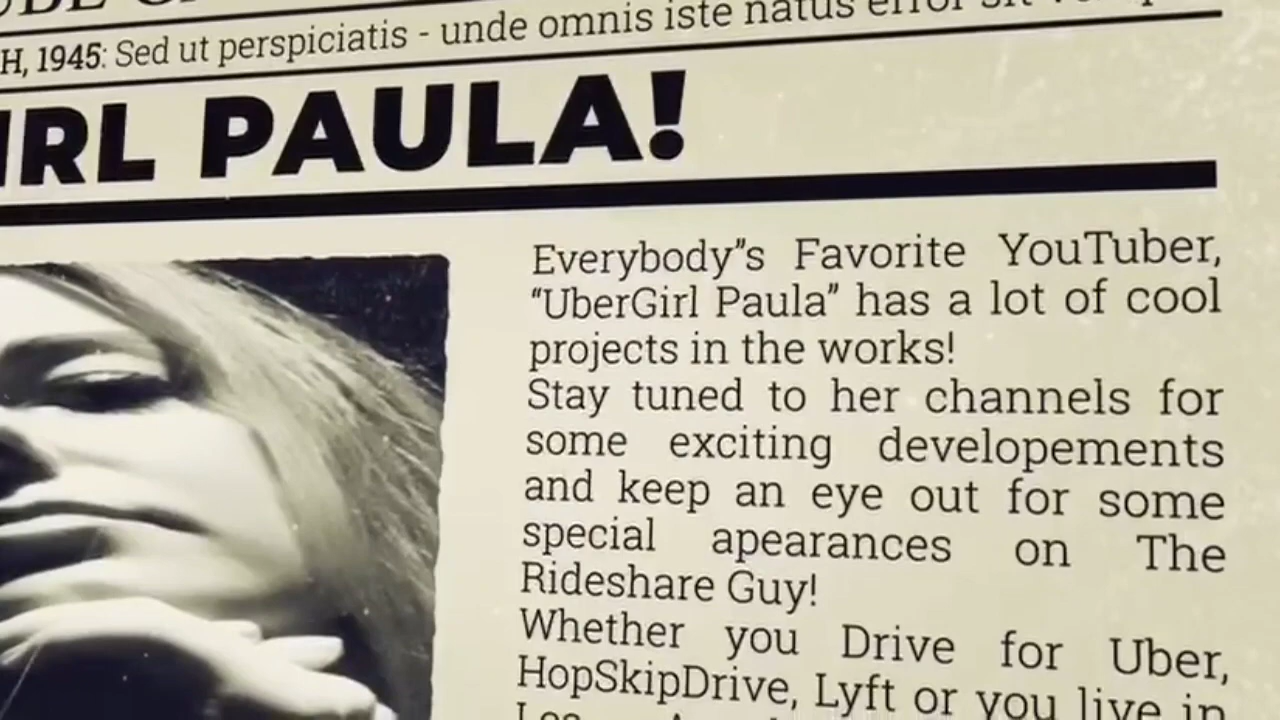 H, 1945: Sed ut perspiciatis - unde omnis iste natus error sit
IRL PAULA!
Everybody"s Favorite YouTuber,
"UberGirl Paula" has a lot of cool
projects in the works!
Stay tuned to her channels for
some exciting developements
and keep an eye out for some
special apearances on The
Rideshare Guy!
Whether you Drive for Uber,
HopSkipDrive, Lyft or you live in